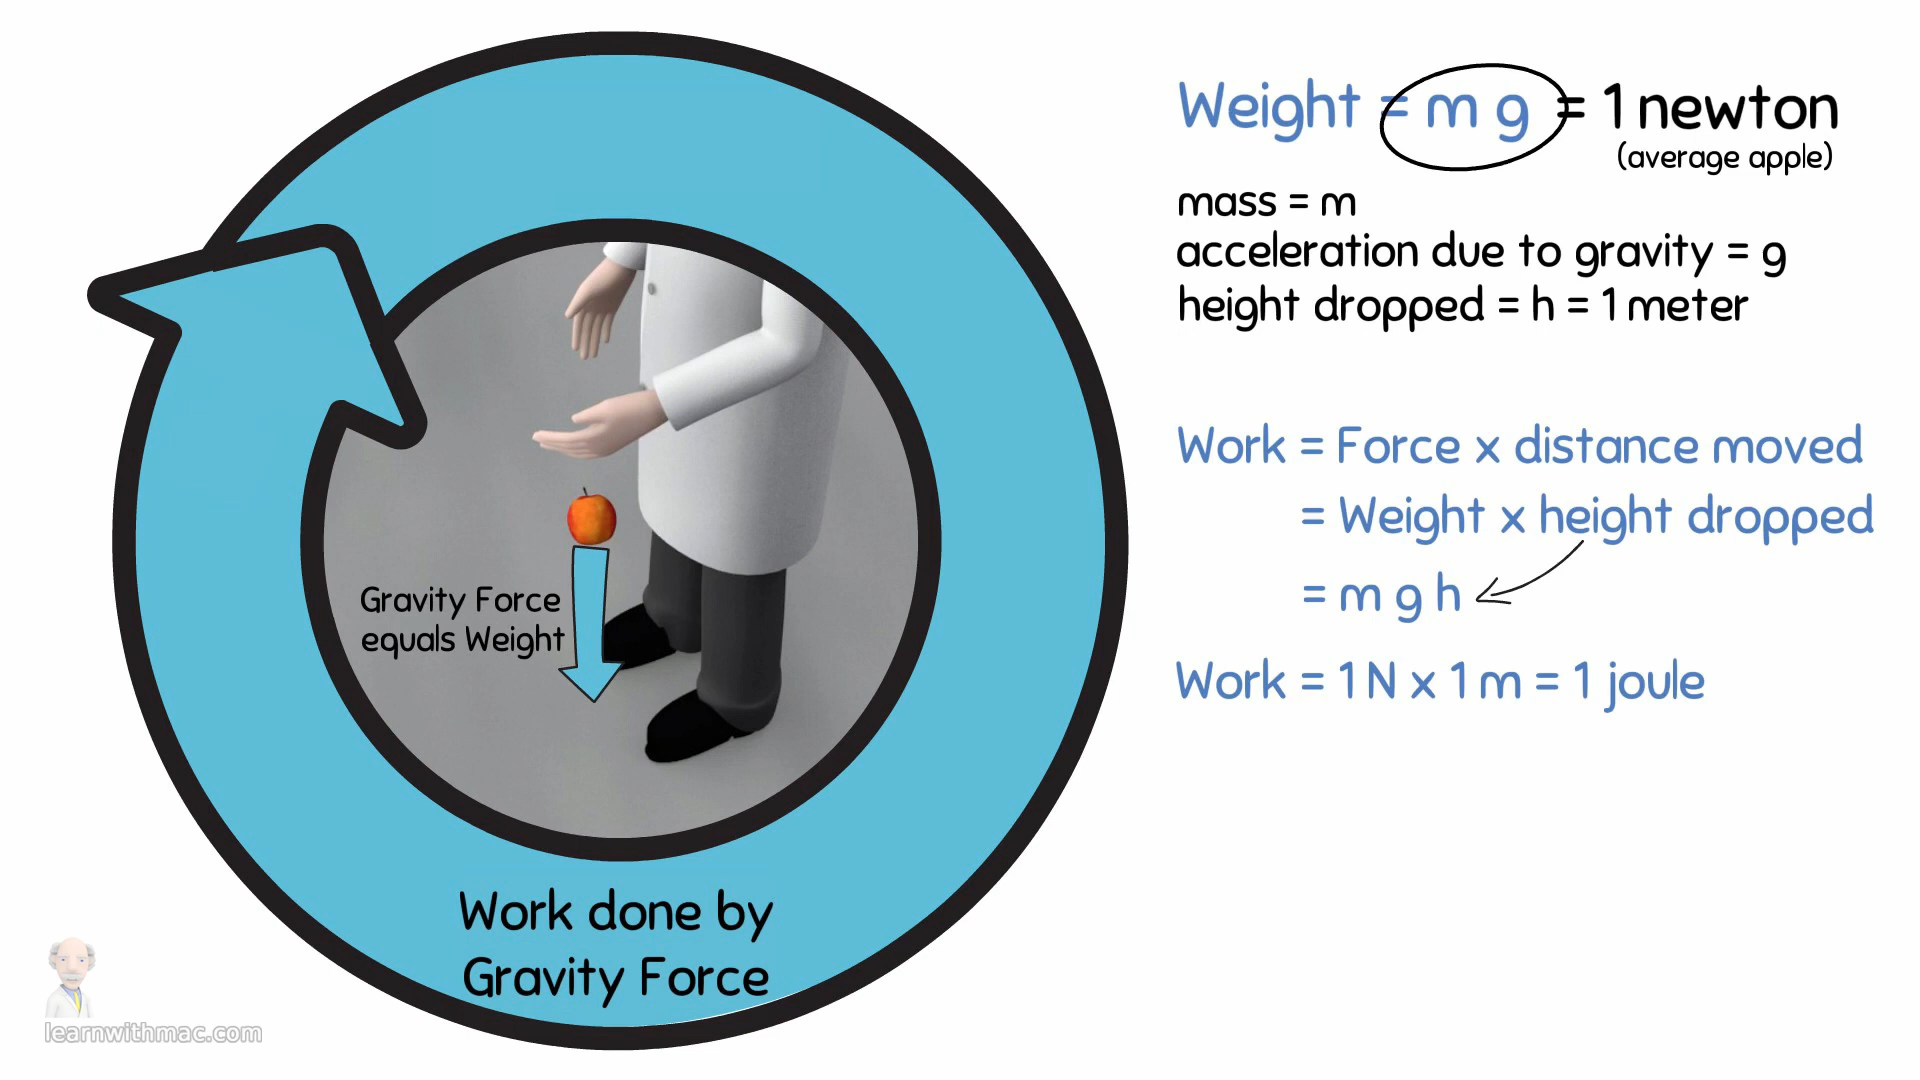 Weight = m g = 1 newton
(average apple)
mass = m
acceleration due to gravity = g
height dropped = h = 1 meter
Work = Force x distance moved
= Weight x height dropped
= m g h
Work = 1 N x 1 m = 1 joule
Gravity Force
equals Weight
Work done by
Gravity Force
learnwithmac.com